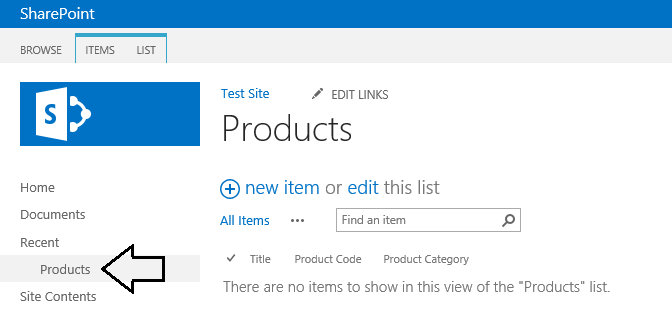 SharePoint
BROWSE ITEMS LIST
S
Test Site EDIT LINKS
Products
Home
Documents
Recent
Products
Site Contents
new item or edit this list
All Items ••• Find an item
Title Product Code Product Category
There are no items to show in this view of the "Products" list.